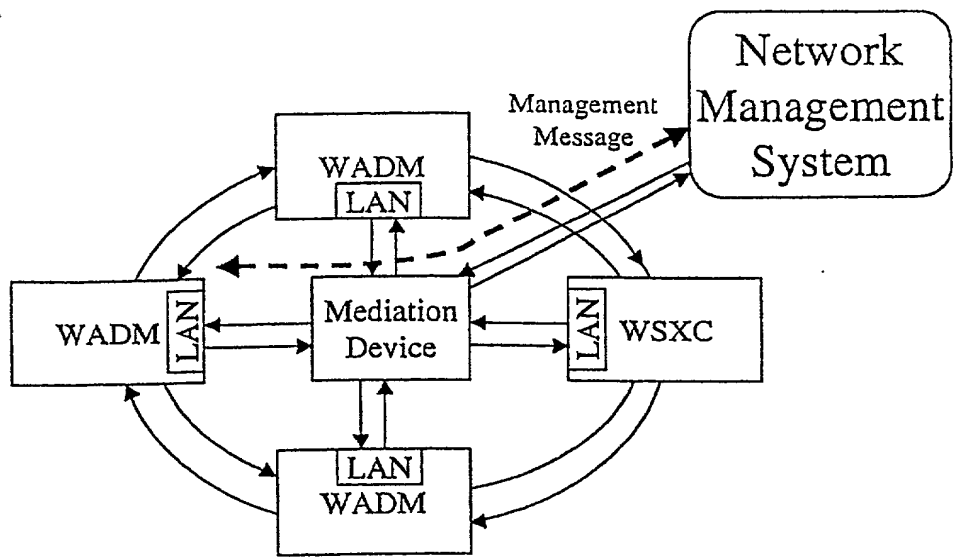 Network
Management
System
Management
Message
WADM
LAN
WADM
LAN
Mediation
Device
LAN
WSXC
LAN
WADM